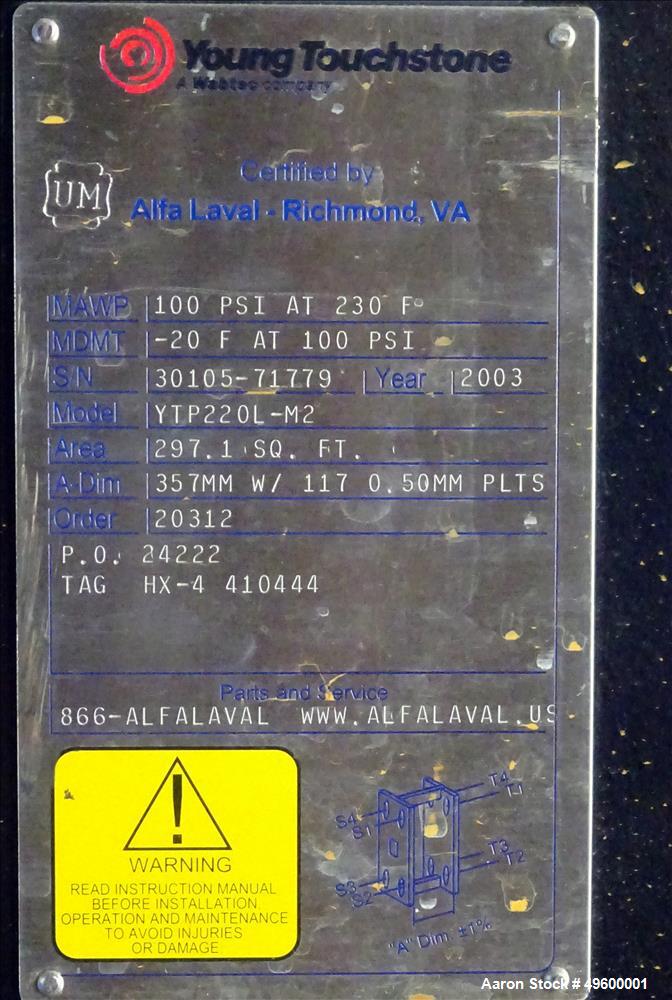 Young Touchstone
A Wabtec company
UM
Certified by
Alfa Laval - Richmond, VA
MAWP 100 PSI AT 230 F°
MDMT -20 F AT 100 PSI
S/N 30105-71779 Year 2003
Model YTP220L-M2
Area 297.1 SQ. FT.
A-Dim 357MM W/ 117 0.50MM PLTS
Order 20312
P.O. 24222
TAG HX-4 410444
Parts and Service
866-ALFALAVAL WWW.ALFALAVAL.US
WARNING
READ INSTRUCTION MANUAL
BEFORE INSTALLATION,
OPERATION AND MAINTENANCE
TO AVOID INJURIES
OR DAMAGE
T4
T1
S4
S1
T3
T2
S3
S2
"A" Dim. ±1%
Aaron Stock # 49600001